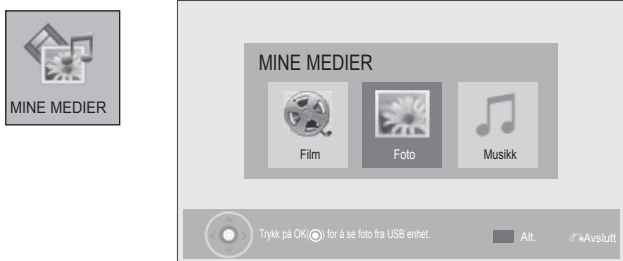 MINE MEDIER
MINE MEDIER
Film
Foto
Musikk
Trykk på OK(◉) for å se foto fra USB enhet.
Alt.
Avslutt